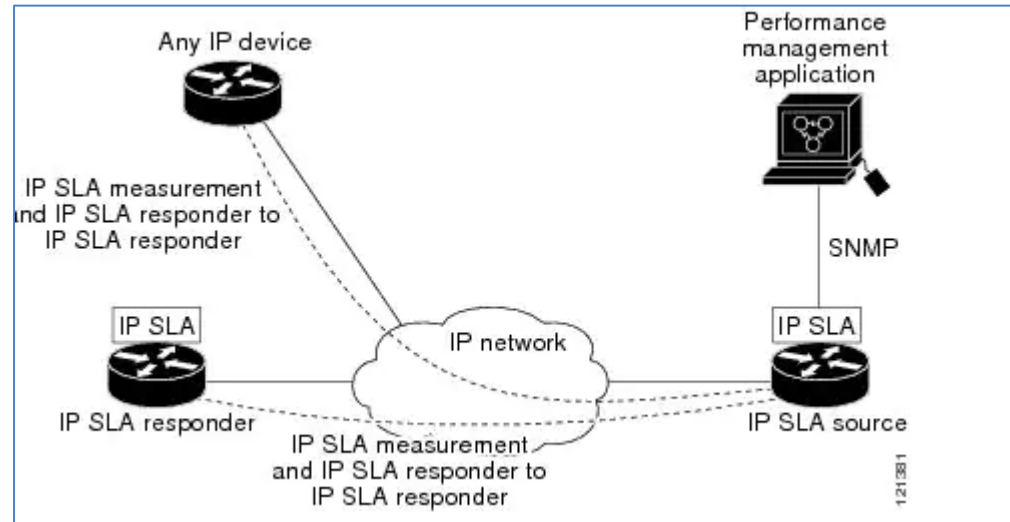 Any IP device
Performance
management
application
IP SLA measurement
and IP SLA responder to
IP SLA responder
SNMP
IP SLA
IP network
IP SLA
IP SLA responder
IP SLA source
IP SLA measurement
and IP SLA responder to
IP SLA responder
121381